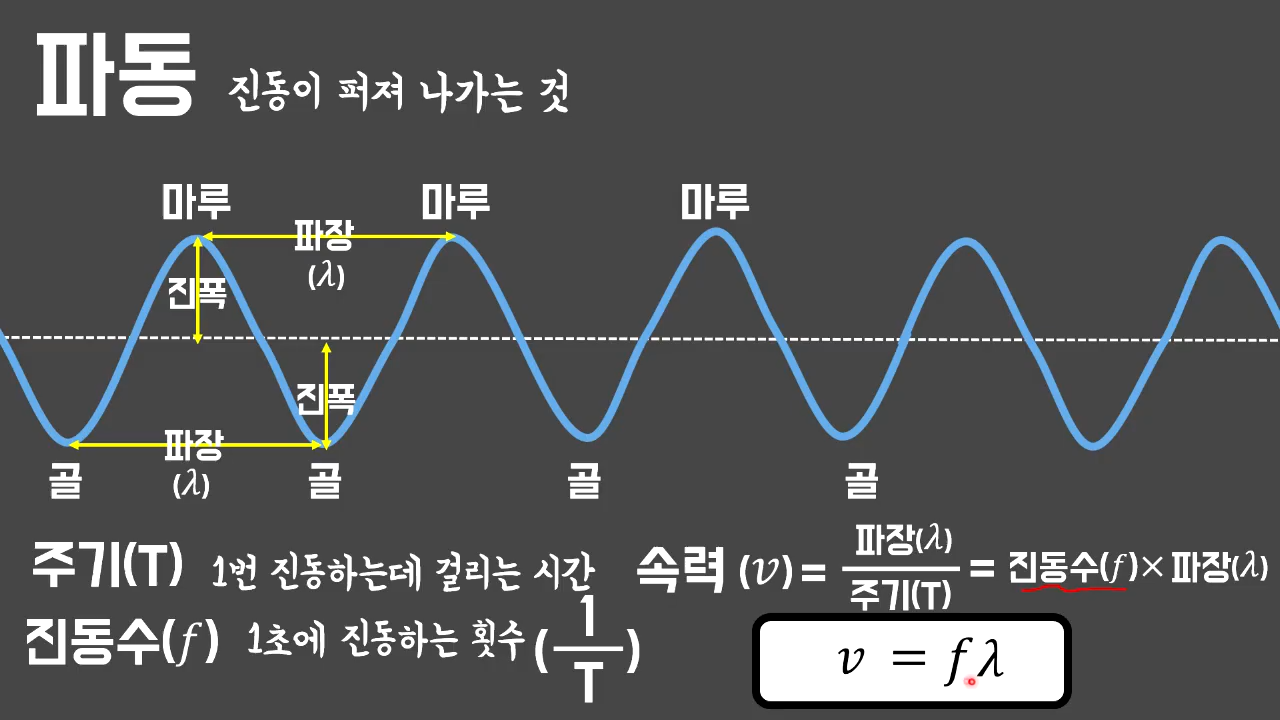 파동 진동이 퍼져 나가는 것
마루 마루 마루
파장
(λ)
진폭
진폭
파장
(λ)
골 골 골 골
주기(T) 1번 진동하는데 걸리는 시간
속력 (v) = 파장(λ) / 주기(T) = 진동수(f)×파장(λ)
진동수(f) 1초에 진동하는 횟수 (1/T)
v = fλ